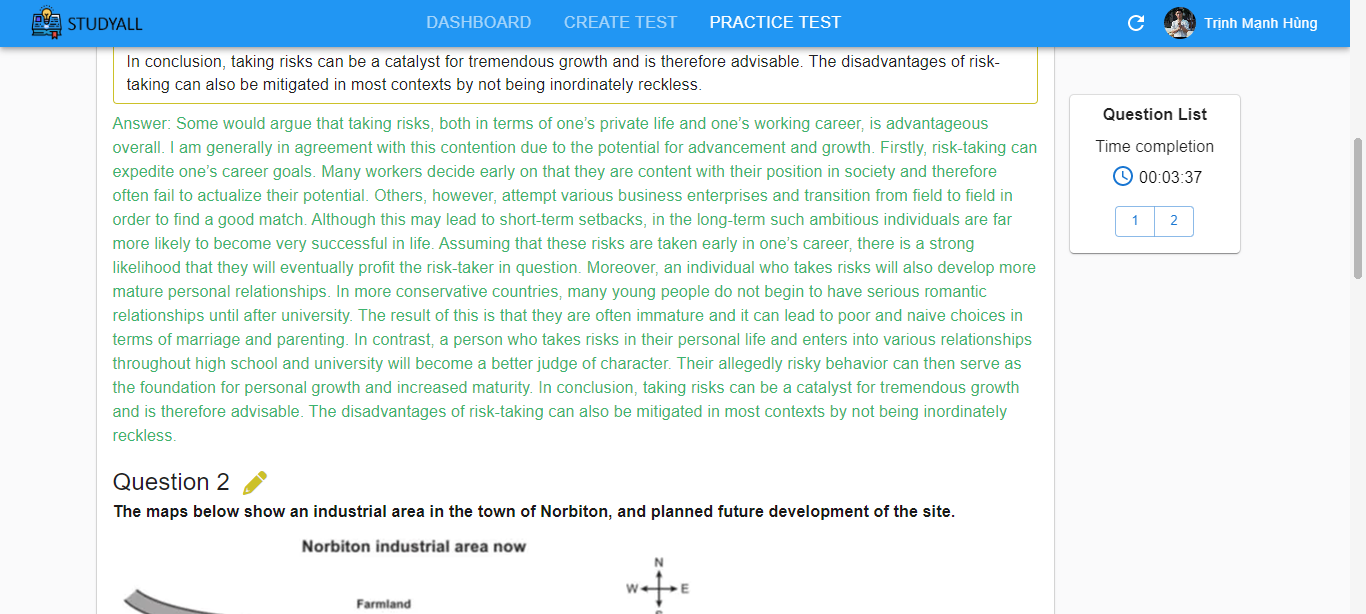 STUDYALL
DASHBOARD
CREATE TEST
PRACTICE TEST
Trịnh Mạnh Hùng
In conclusion, taking risks can be a catalyst for tremendous growth and is therefore advisable. The disadvantages of risk-
taking can also be mitigated in most contexts by not being inordinately reckless.
Answer: Some would argue that taking risks, both in terms of one’s private life and one’s working career, is advantageous
overall. I am generally in agreement with this contention due to the potential for advancement and growth. Firstly, risk-taking can
expedite one’s career goals. Many workers decide early on that they are content with their position in society and therefore
often fail to actualize their potential. Others, however, attempt various business enterprises and transition from field to field in
order to find a good match. Although this may lead to short-term setbacks, in the long-term such ambitious individuals are far
more likely to become very successful in life. Assuming that these risks are taken early in one’s career, there is a strong
likelihood that they will eventually profit the risk-taker in question. Moreover, an individual who takes risks will also develop more
mature personal relationships. In more conservative countries, many young people do not begin to have serious romantic
relationships until after university. The result of this is that they are often immature and it can lead to poor and naive choices in
terms of marriage and parenting. In contrast, a person who takes risks in their personal life and enters into various relationships
throughout high school and university will become a better judge of character. Their allegedly risky behavior can then serve as
the foundation for personal growth and increased maturity. In conclusion, taking risks can be a catalyst for tremendous growth
and is therefore advisable. The disadvantages of risk-taking can also be mitigated in most contexts by not being inordinately
reckless.
Question 2
The maps below show an industrial area in the town of Norbiton, and planned future development of the site.
Norbiton industrial area now
N
W
E
Farmland
Question List
Time completion
00:03:37
1
2